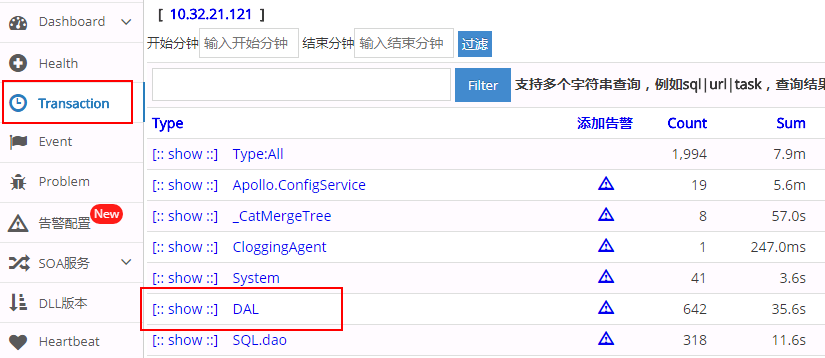 Dashboard
Health
Transaction
Event
Problem
告警配置 New
SOA服务
DLL版本
Heartbeat
[ 10.32.21.121 ]
开始分钟 输入开始分钟 结束分钟 输入结束分钟 过滤
Filter 支持多个字符串查询，例如sql|url|task，查询结果
Type 添加告警 Count Sum
[:: show ::] Type:All 1,994 7.9m
[:: show ::] Apollo.ConfigService 19 5.6m
[:: show ::] _CatMergeTree 8 57.0s
[:: show ::] CloggingAgent 1 247.0ms
[:: show ::] System 41 3.6s
[:: show ::] DAL 642 35.6s
[:: show ::] SQL.dao 318 11.6s